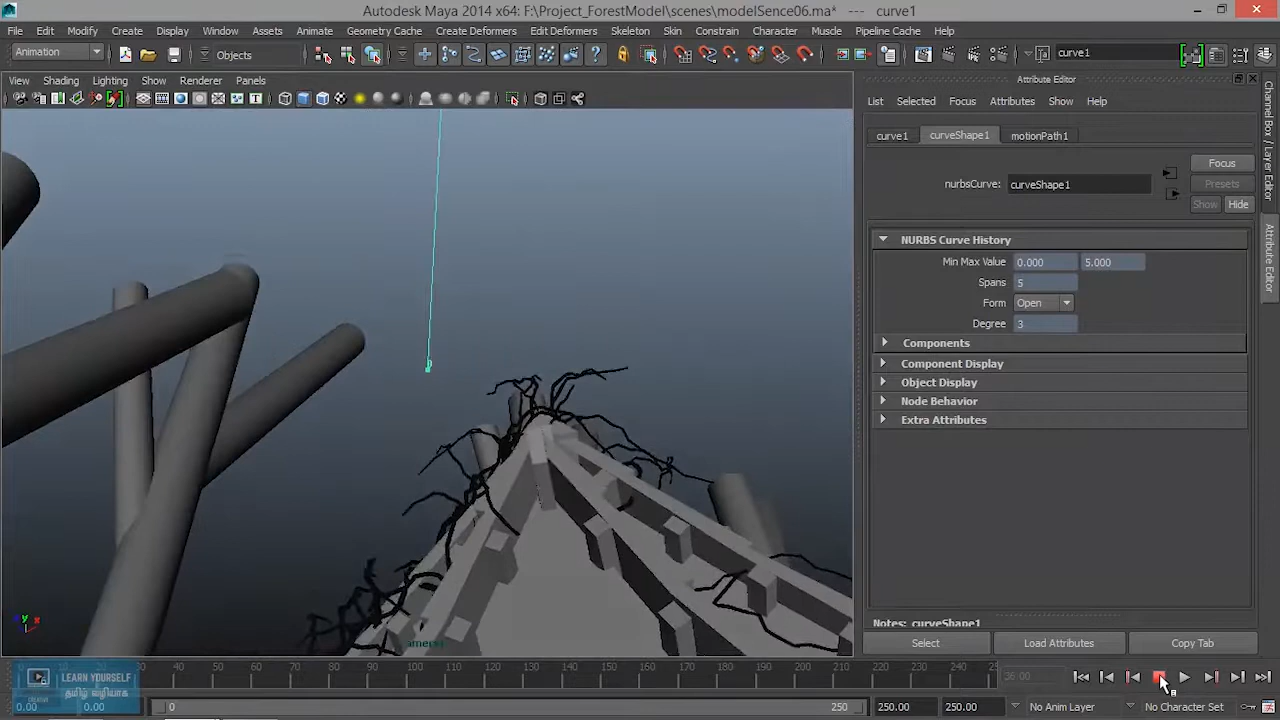 Autodesk Maya 2014 x64: F:\Project_ForestModel\scenes\modelSence06.ma* --- curve1
File Edit Modify Create Display Window Assets Animate Geometry Cache Create Deformers Edit Deformers Skeleton Skin Constrain Character Muscle Pipeline Cache Help
Animation Objects curve1
View Shading Lighting Show Renderer Panels
Attribute Editor
List Selected Focus Attributes Show Help
curve1 curveShape1 motionPath1
Focus
nurbsCurve: curveShape1
Presets
Show Hide
NURBS Curve History
Min Max Value 0.000 5.000
Spans 5
Form Open
Degree 3
Components
Component Display
Object Display
Node Behavior
Extra Attributes
Notes: curveShape1
Select Load Attributes Copy Tab
Channel Box / Layer Editor
Attribute Editor
40 50 60 70 80 90 100 110 120 130 140 150 160 170 180 190 200 210 220 230 240 25
36.00
LEARN YOURSELF
தமிழ் வழியாக
0.00 0.00 0 250 250.00 250.00 No Anim Layer No Character Set